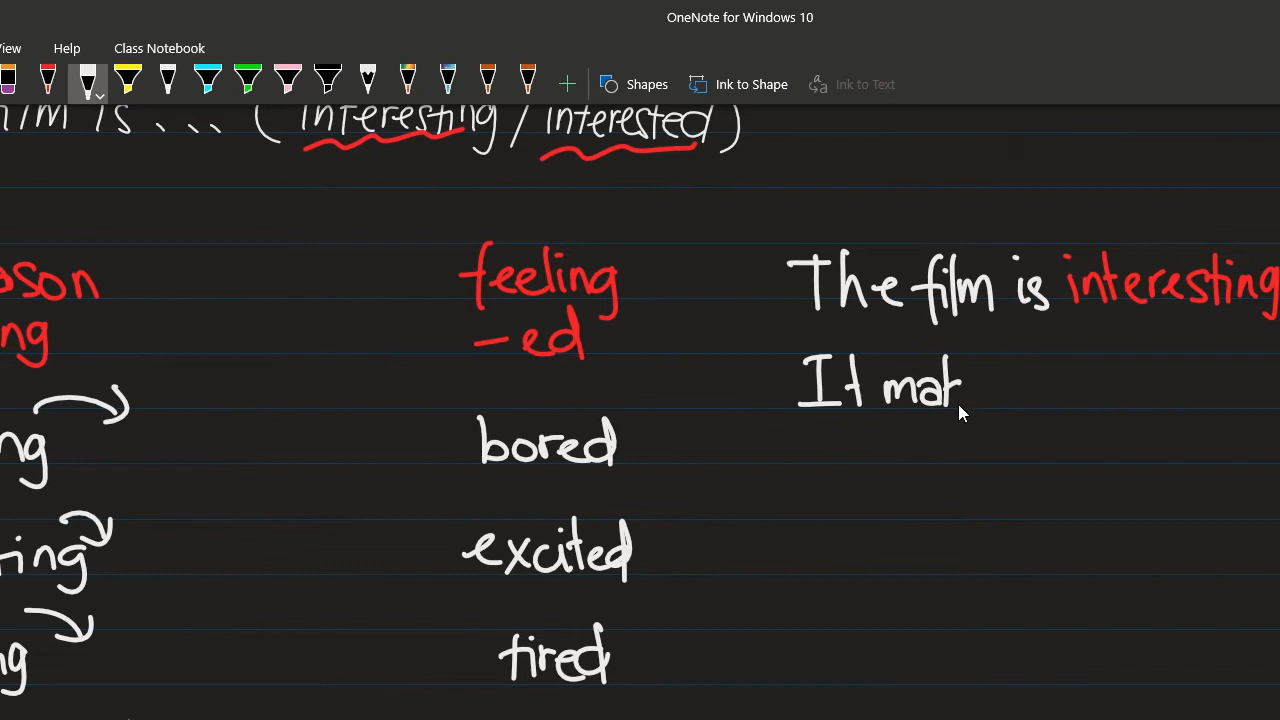 OneNote for Windows 10
View Help Class Notebook
Shapes Ink to Shape Ink to Text
is ... (interesting / interested)
feeling The film is interesting
-ed
It mak
bored
excited
tired